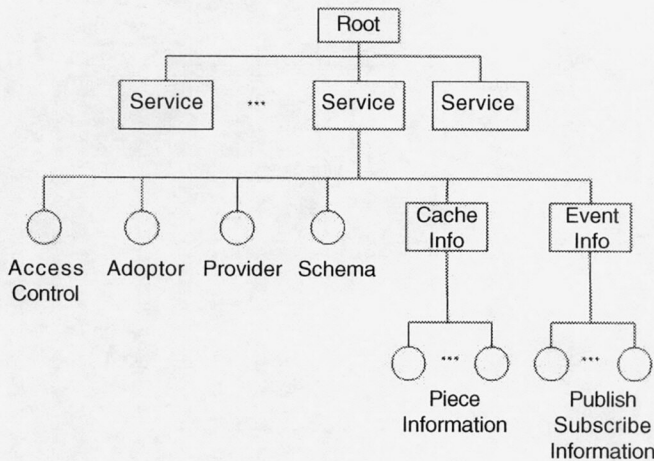 Root
Service *** Service Service
Cache Info
Event Info
Access Control
Adoptor
Provider
Schema
***
***
Piece Information
Publish Subscribe Information